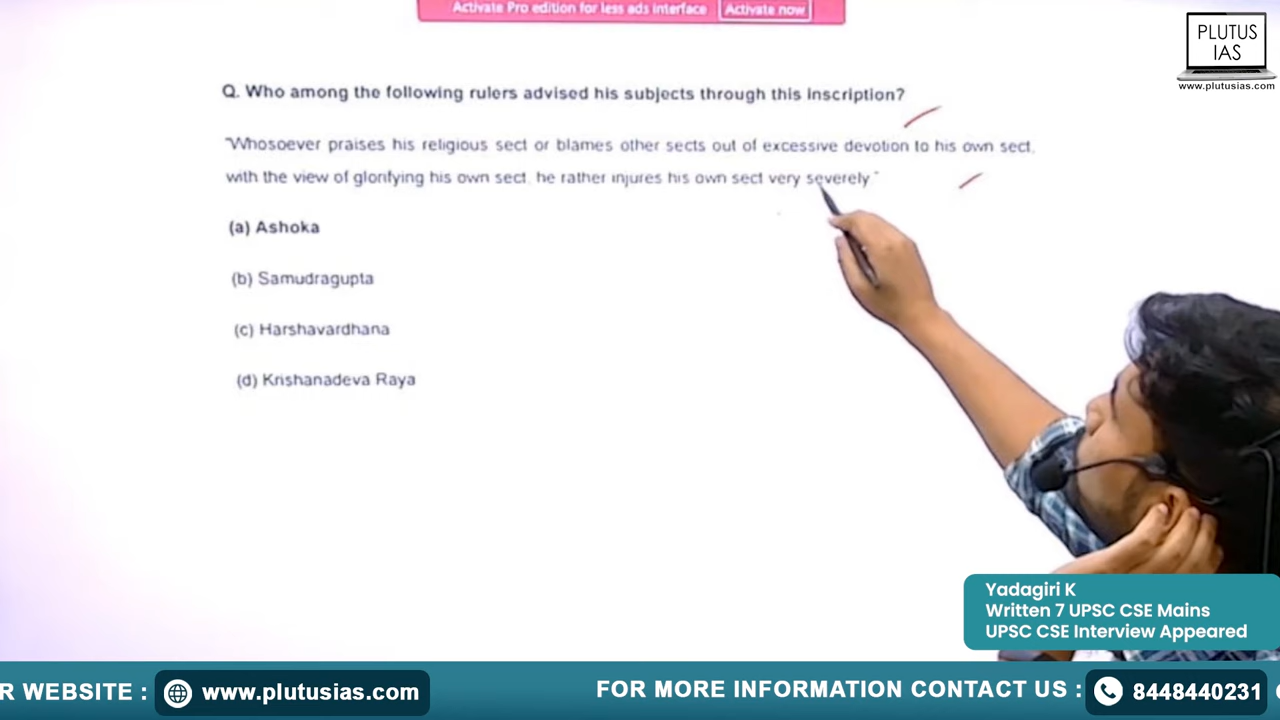 Activate Pro edition for less ads interface Activate now
PLUTUS
IAS
www.plutusias.com
Q. Who among the following rulers advised his subjects through this inscription?
"Whosoever praises his religious sect or blames other sects out of excessive devotion to his own sect,
with the view of glorifying his own sect, he rather injures his own sect very severely."
(a) Ashoka
(b) Samudragupta
(c) Harshavardhana
(d) Krishanadeva Raya
Yadagiri K
Written 7 UPSC CSE Mains
UPSC CSE Interview Appeared
R WEBSITE : www.plutusias.com FOR MORE INFORMATION CONTACT US : 8448440231